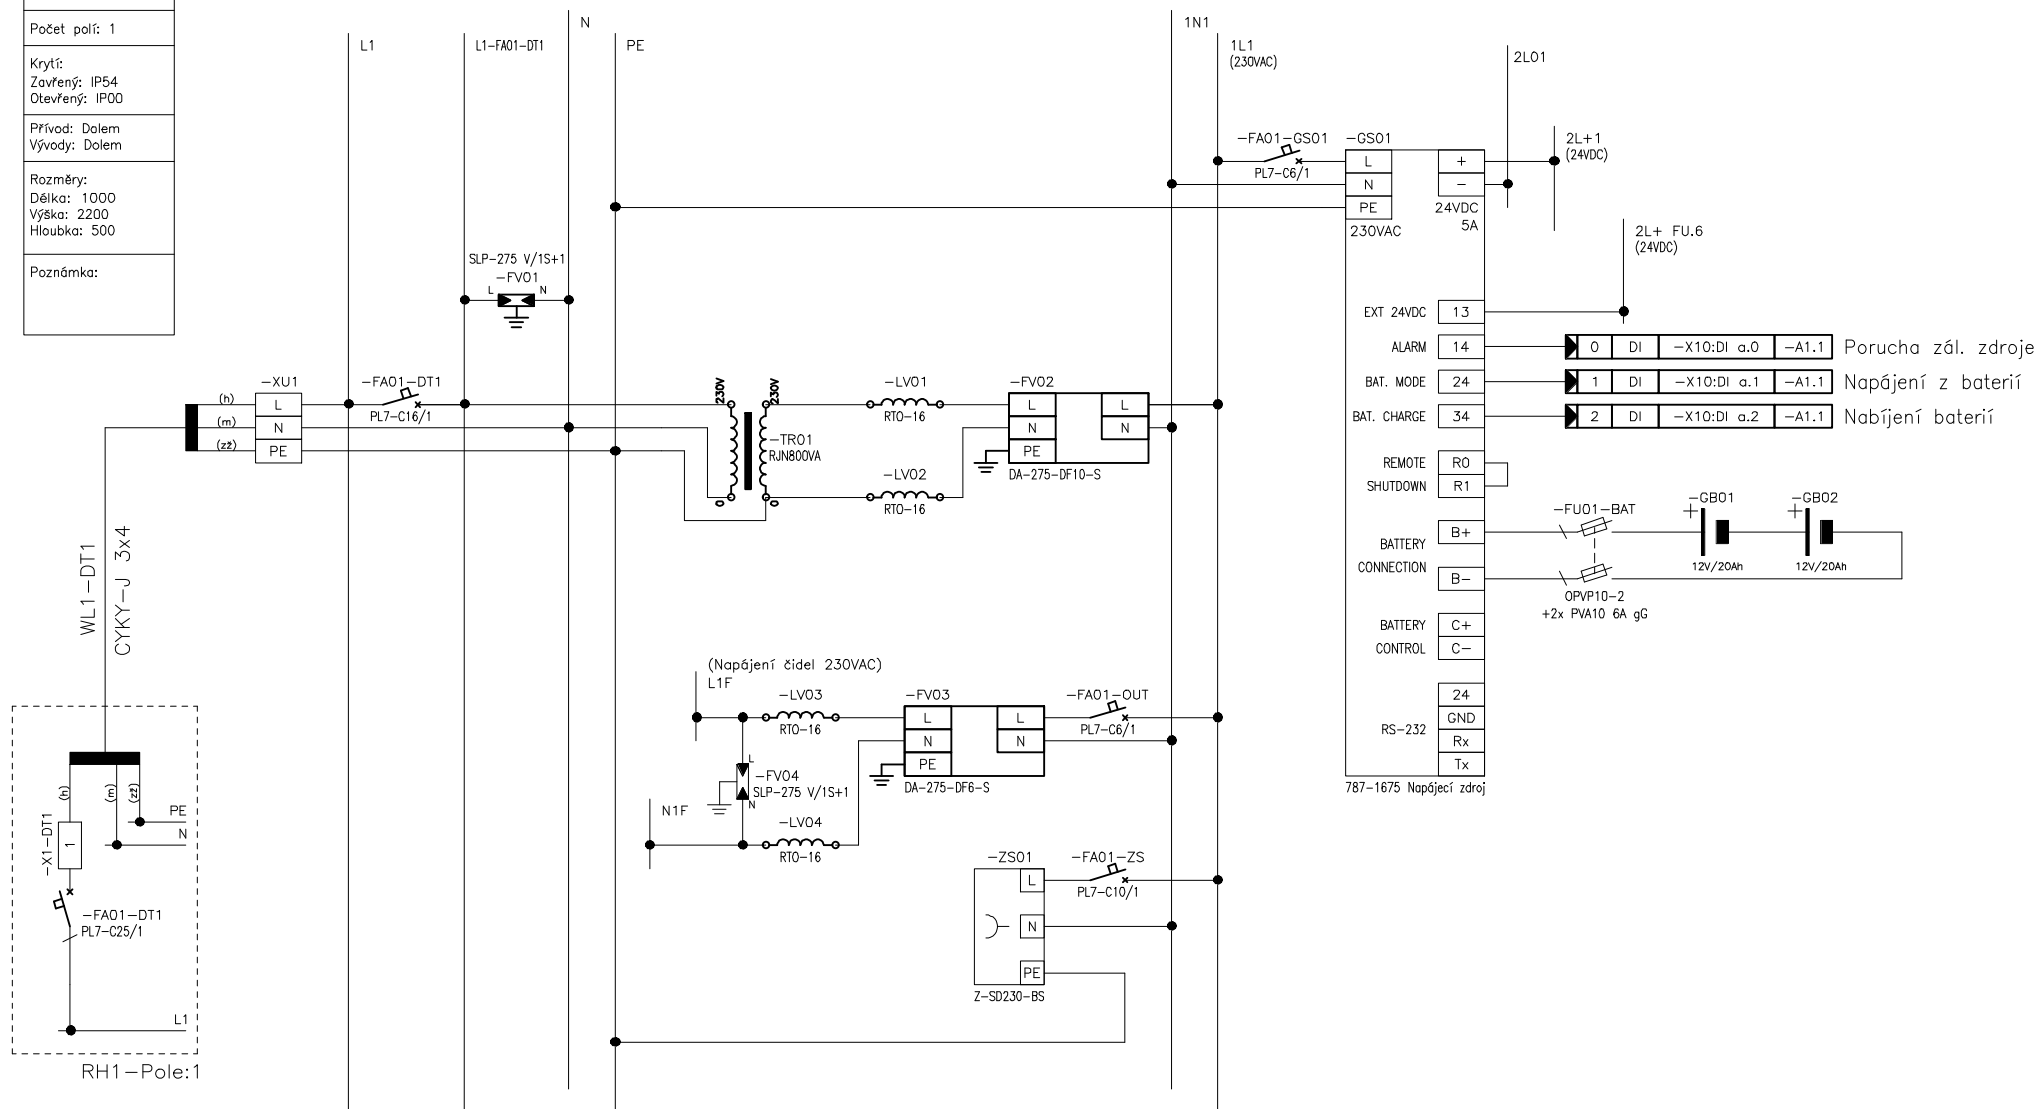 Počet polí: 1
Krytí:
Zavřený: IP54
Otevřený: IP00
Přívod: Dolem
Vývody: Dolem
Rozměry:
Délka: 1000
Výška: 2200
Hloubka: 500
Poznámka:
L1
L1-FA01-DT1
N
PE
1N1
1L1
(230VAC)
2L01
2L+1
(24VDC)
2L+ FU.6
(24VDC)
-FA01-GS01
PL7-C6/1
-GS01
L
N
PE
230VAC
+
-
24VDC
5A
SLP-275 V/1S+1
-FV01
L
N
EXT 24VDC 13
ALARM 14
BAT. MODE 24
BAT. CHARGE 34
REMOTE R0
SHUTDOWN R1
BATTERY
CONNECTION
B+
B-
BATTERY C+
CONTROL C-
RS-232
24
GND
Rx
Tx
787-1675 Napájecí zdroj
0 DI -X10:DI a.0 -A1.1 Porucha zál. zdroje
1 DI -X10:DI a.1 -A1.1 Napájení z baterií
2 DI -X10:DI a.2 -A1.1 Nabíjení baterií
-FU01-BAT
OPVP10-2
+2x PVA10 6A gG
-GB01
+
12V/20Ah
-GB02
+
12V/20Ah
(h)
(m)
(zž)
-XU1
L
N
PE
-FA01-DT1
PL7-C16/1
230V
230V
0
0
-TR01
RJN800VA
-LV01
RTO-16
-LV02
RTO-16
-FV02
L
N
PE
L
N
DA-275-DF10-S
WL1-DT1
CYKY-J 3x4
(Napájení čidel 230VAC)
L1F
-LV03
RTO-16
-FV03
L
N
PE
L
N
DA-275-DF6-S
-FA01-OUT
PL7-C6/1
L
-FV04
SLP-275 V/1S+1
N
N1F
-LV04
RTO-16
-ZS01
L
N
PE
Z-SD230-BS
-FA01-ZS
PL7-C10/1
(h)
(m)
(zž)
PE
N
-X1-DT1
1
-FA01-DT1
PL7-C25/1
L1
RH1-Pole:1